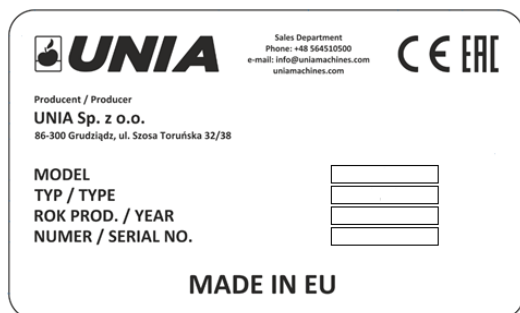 UNIA
Sales Department
Phone: +48 564510500
e-mail: info@uniamachines.com
uniamachines.com
CE EAC
Producent / Producer
UNIA Sp. z o.o.
86-300 Grudziądz, ul. Szosa Toruńska 32/38
MODEL
TYP / TYPE
ROK PROD. / YEAR
NUMER / SERIAL NO.
MADE IN EU